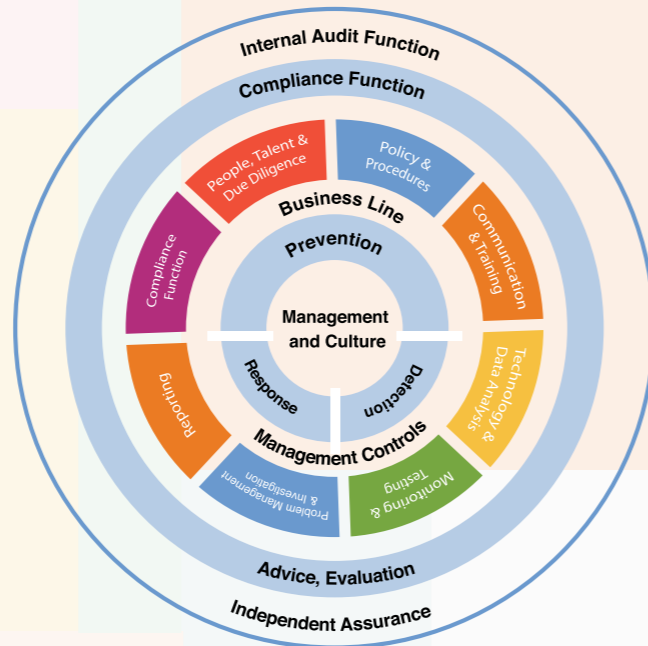 Internal Audit Function
Compliance Function
People, Talent &
Due Diligence
Policy &
Procedures
Communication
& Training
Compliance
Function
Business Line
Prevention
Management
and Culture
Response
Detection
Technology &
Data Analysis
Reporting
Management Controls
Problem Management
& Investigation
Monitoring &
Testing
Advice, Evaluation
Independent Assurance